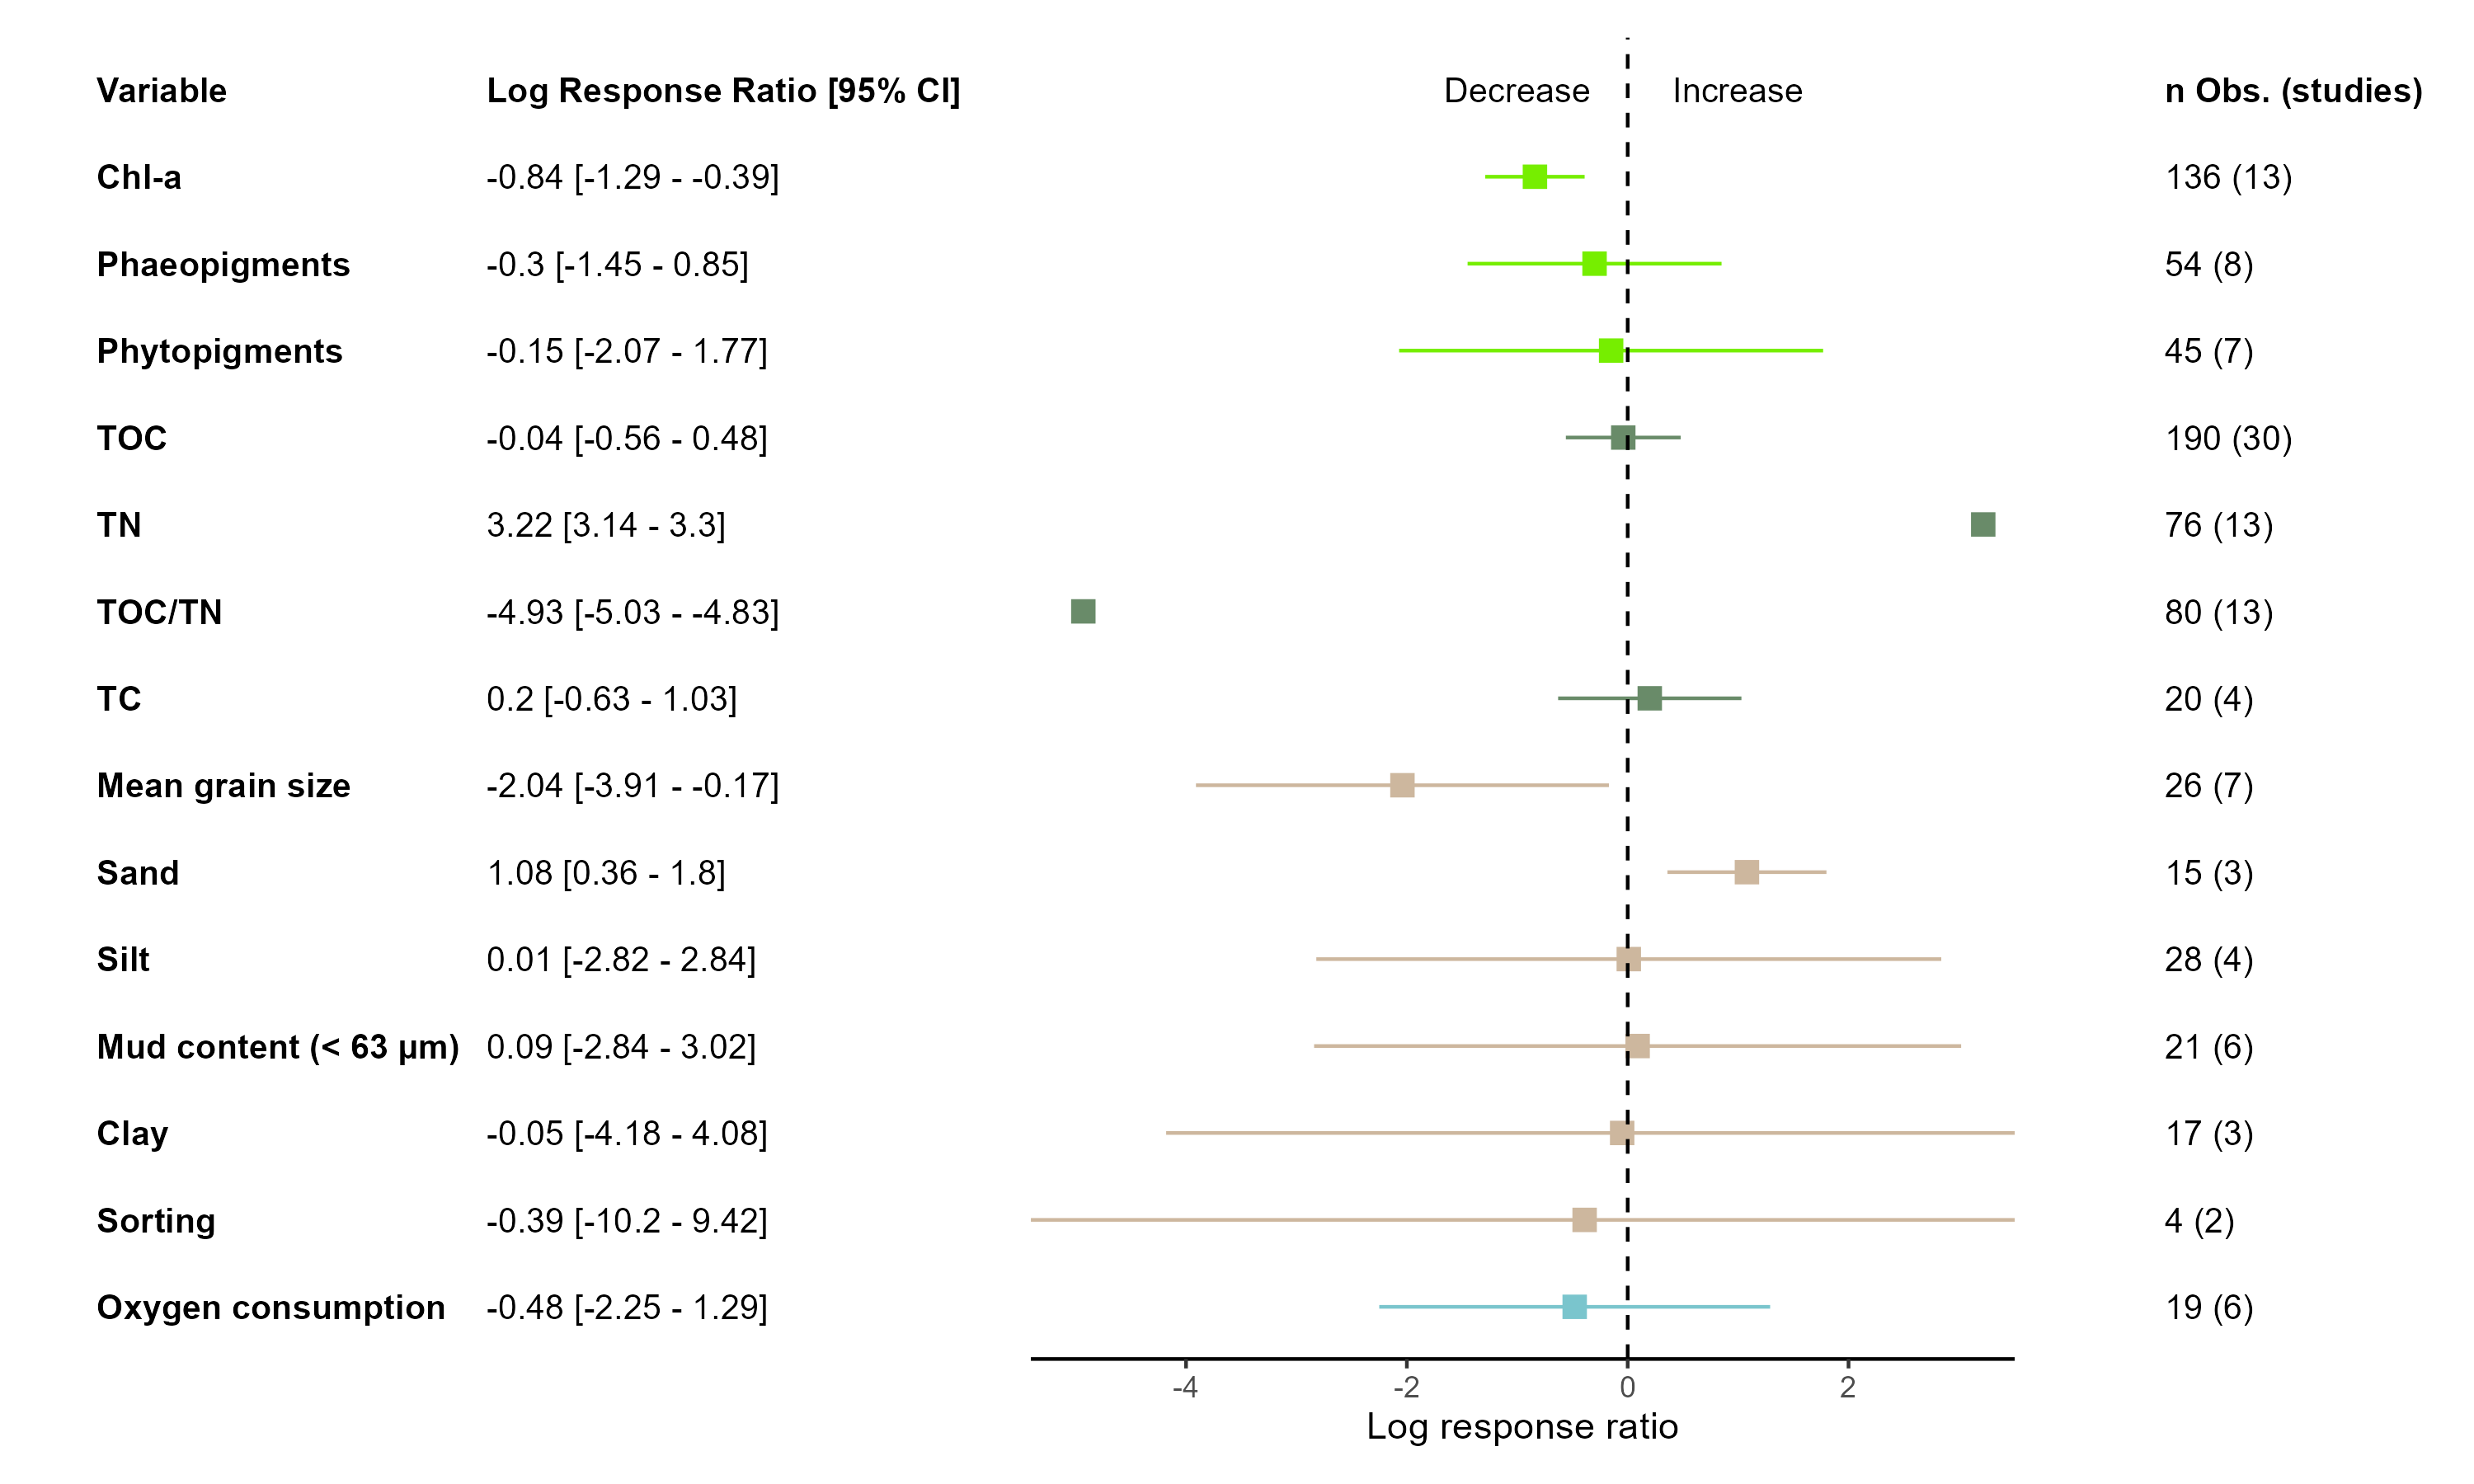 Variable Log Response Ratio [95% CI] Decrease Increase n Obs. (studies)
Chl-a -0.84 [-1.29 - -0.39] 136 (13)
Phaeopigments -0.3 [-1.45 - 0.85] 54 (8)
Phytopigments -0.15 [-2.07 - 1.77] 45 (7)
TOC -0.04 [-0.56 - 0.48] 190 (30)
TN 3.22 [3.14 - 3.3] 76 (13)
TOC/TN -4.93 [-5.03 - -4.83] 80 (13)
TC 0.2 [-0.63 - 1.03] 20 (4)
Mean grain size -2.04 [-3.91 - -0.17] 26 (7)
Sand 1.08 [0.36 - 1.8] 15 (3)
Silt 0.01 [-2.82 - 2.84] 28 (4)
Mud content (< 63 µm) 0.09 [-2.84 - 3.02] 21 (6)
Clay -0.05 [-4.18 - 4.08] 17 (3)
Sorting -0.39 [-10.2 - 9.42] 4 (2)
Oxygen consumption -0.48 [-2.25 - 1.29] 19 (6)
-4 -2 0 2
Log response ratio